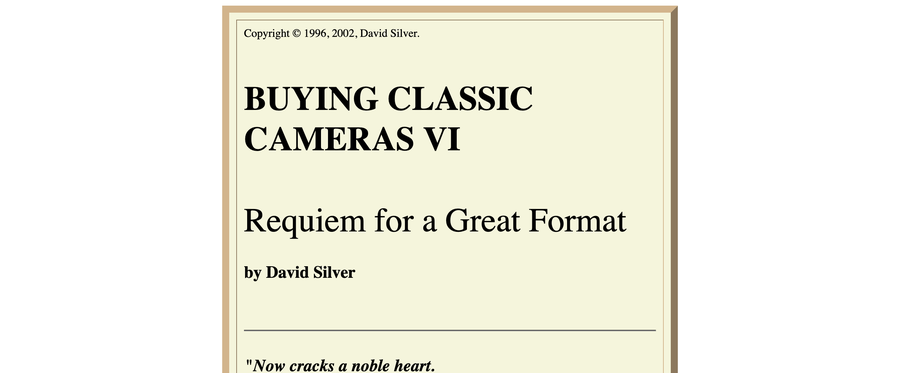 Copyright © 1996, 2002, David Silver.
BUYING CLASSIC
CAMERAS VI
Requiem for a Great Format
by David Silver
"Now cracks a noble heart.